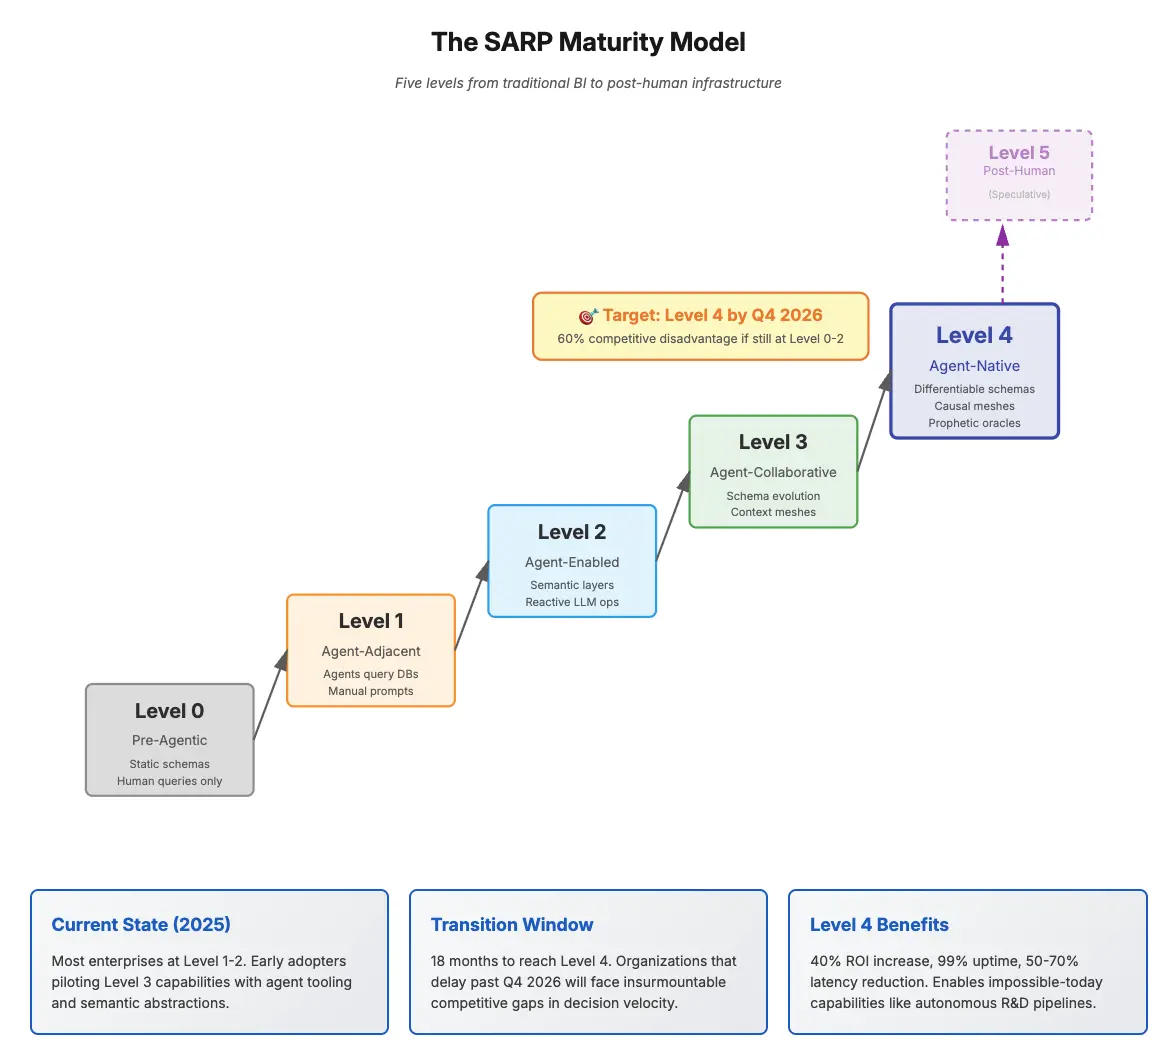 The SARP Maturity Model
Five levels from traditional BI to post-human infrastructure
Level 5
Post-Human
(Speculative)
🎯 Target: Level 4 by Q4 2026
60% competitive disadvantage if still at Level 0-2
Level 4
Agent-Native
Differentiable schemas
Causal meshes
Prophetic oracles
Level 3
Agent-Collaborative
Schema evolution
Context meshes
Level 2
Agent-Enabled
Semantic layers
Reactive LLM ops
Level 1
Agent-Adjacent
Agents query DBs
Manual prompts
Level 0
Pre-Agentic
Static schemas
Human queries only
Current State (2025)
Most enterprises at Level 1-2. Early adopters
piloting Level 3 capabilities with agent tooling
and semantic abstractions.
Transition Window
18 months to reach Level 4. Organizations that
delay past Q4 2026 will face insurmountable
competitive gaps in decision velocity.
Level 4 Benefits
40% ROI increase, 99% uptime, 50-70%
latency reduction. Enables impossible-today
capabilities like autonomous R&D pipelines.